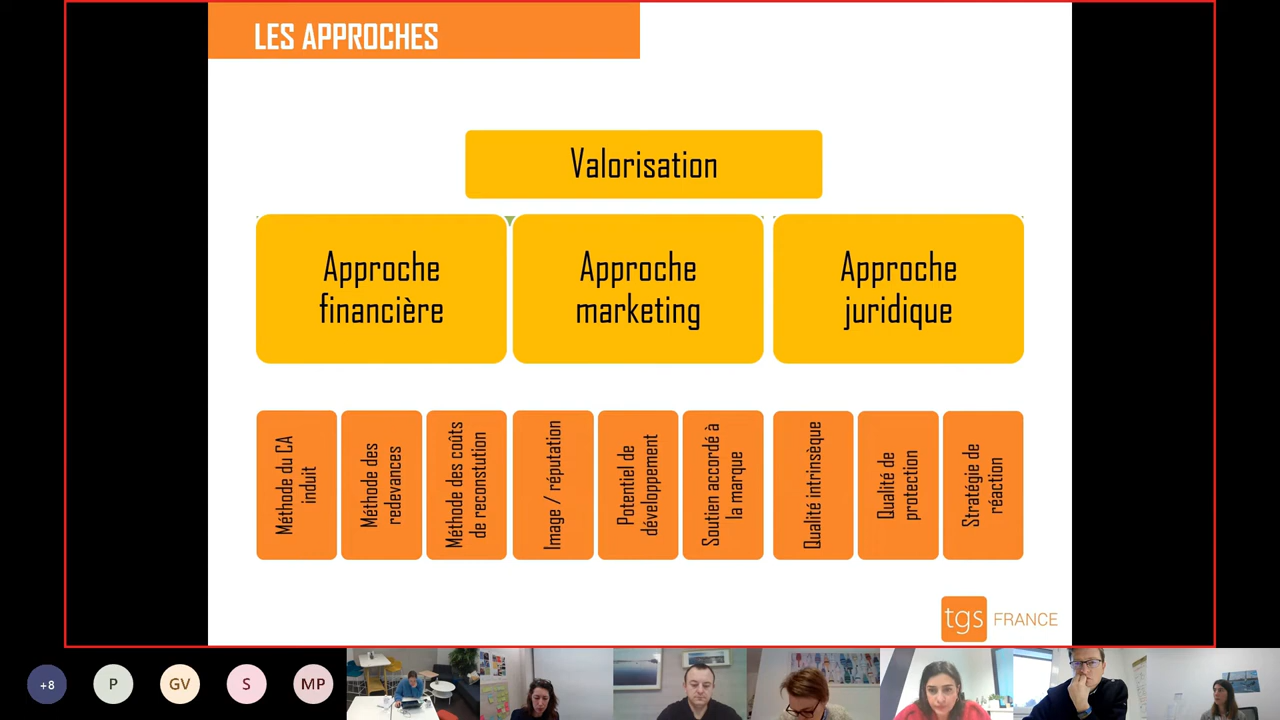 LES APPROCHES
Valorisation
Approche
financière
Approche
marketing
Approche
juridique
Méthode du CA
induit
Méthode des
redevances
Méthode des coûts
de reconstution
Image / réputation
Potentiel de
développement
Soutien accordé à
la marque
Qualité intrinsèque
Qualité de
protection
Stratégie de
réaction
tgs FRANCE
+8
P
GV
S
MP